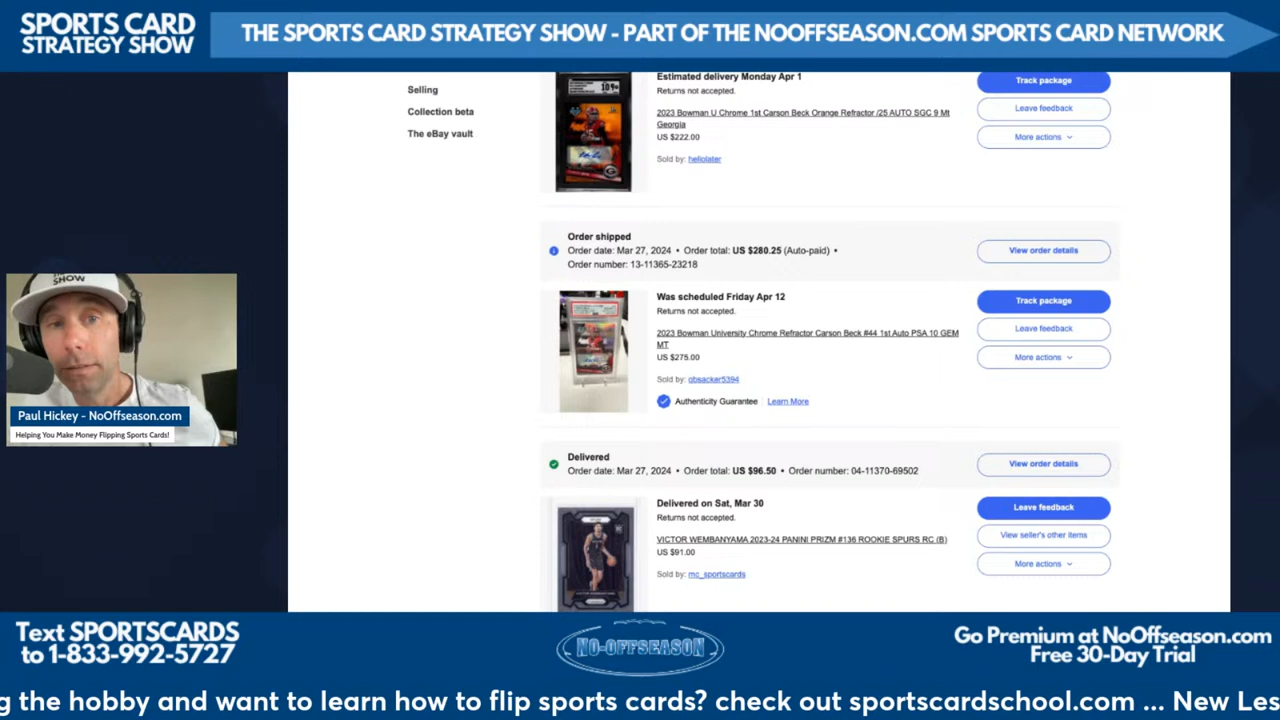 SPORTS CARD
STRATEGY SHOW
THE SPORTS CARD STRATEGY SHOW - PART OF THE NOOFFSEASON.COM SPORTS CARD NETWORK
Selling
Collection beta
The eBay vault
Estimated delivery Monday Apr 1
Returns not accepted.
2023 Bowman U Chrome 1st Carson Beck Orange Refractor /25 AUTO SGC 9 Mt
Georgia
US $222.00
Sold by: hellolater
Track package
Leave feedback
More actions
Order shipped
Order date: Mar 27, 2024 • Order total: US $280.25 (Auto-paid) •
Order number: 13-11365-23218
View order details
Was scheduled Friday Apr 12
Returns not accepted.
2023 Bowman University Chrome Refractor Carson Beck #44 1st Auto PSA 10 GEM
MT
US $275.00
Sold by: gbsacker5394
Authenticity Guarantee Learn More
Track package
Leave feedback
More actions
Delivered
Order date: Mar 27, 2024 • Order total: US $96.50 • Order number: 04-11370-69502
View order details
Delivered on Sat, Mar 30
Returns not accepted.
VICTOR WEMBANYAMA 2023-24 PANINI PRIZM #136 ROOKIE SPURS RC (B)
US $91.00
Sold by: mc_sportscards
Leave feedback
View seller's other items
More actions
SHOW
Paul Hickey - NoOffseason.com
Helping You Make Money Flipping Sports Cards!
Text SPORTSCARDS
to 1-833-992-5727
NO-OFFSEASON
Go Premium at NoOffseason.com
Free 30-Day Trial
g the hobby and want to learn how to flip sports cards? check out sportscardschool.com ... New Les